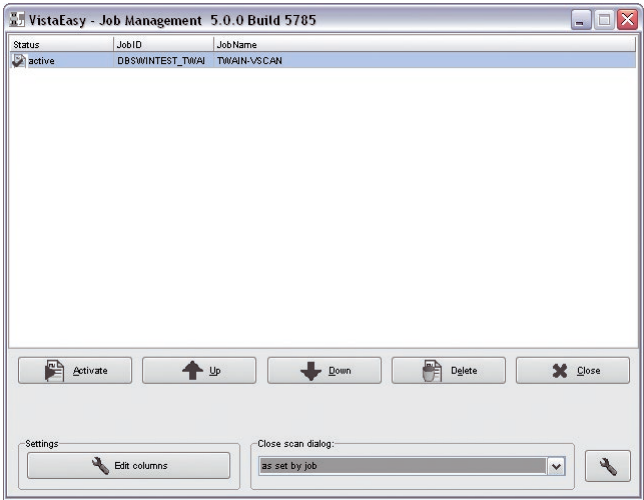 VistaEasy - Job Management 5.0.0 Build 5785
Status JobID JobName
active DBSWINTEST_TWAI TWAIN-VSCAN
Activate Up Down Delete Close
Settings Close scan dialog:
Edit columns as set by job